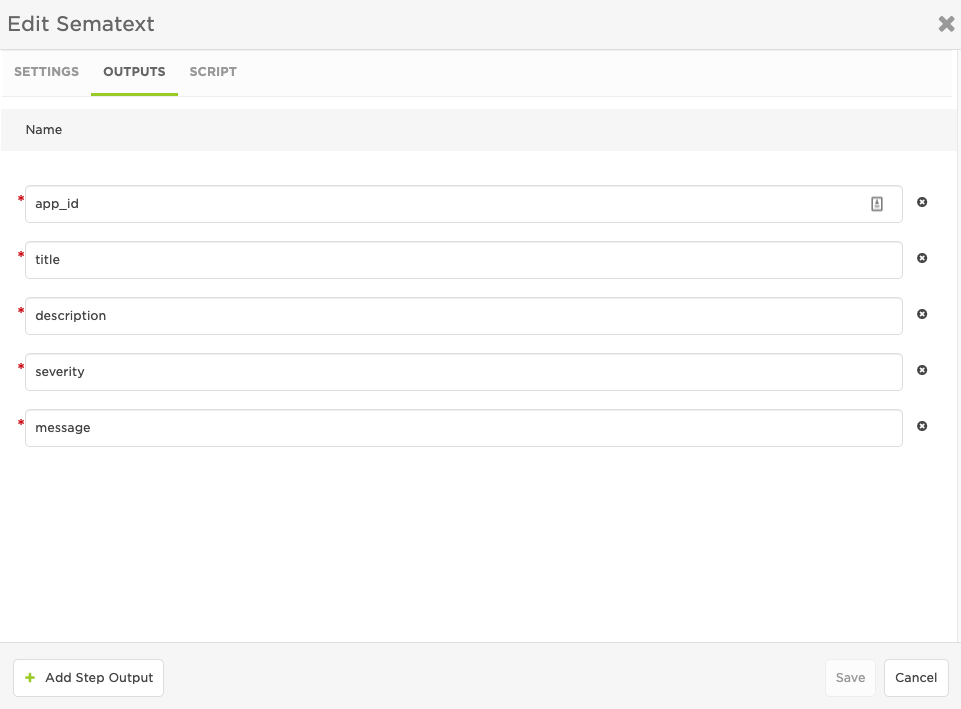 Edit Sematext
SETTINGS OUTPUTS SCRIPT
Name
* app_id
* title
* description
* severity
* message
+ Add Step Output Save Cancel